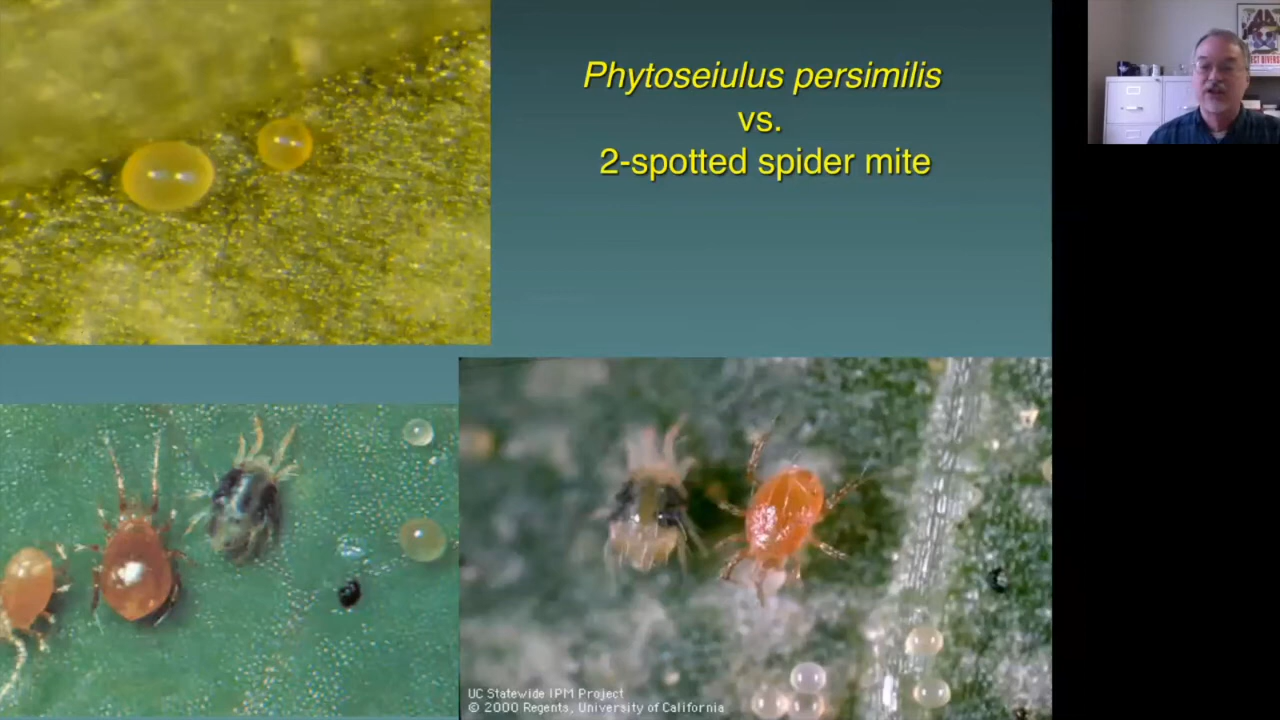 Phytoseiulus persimilis
vs.
2-spotted spider mite
UC Statewide IPM Project
© 2000 Regents, University of California